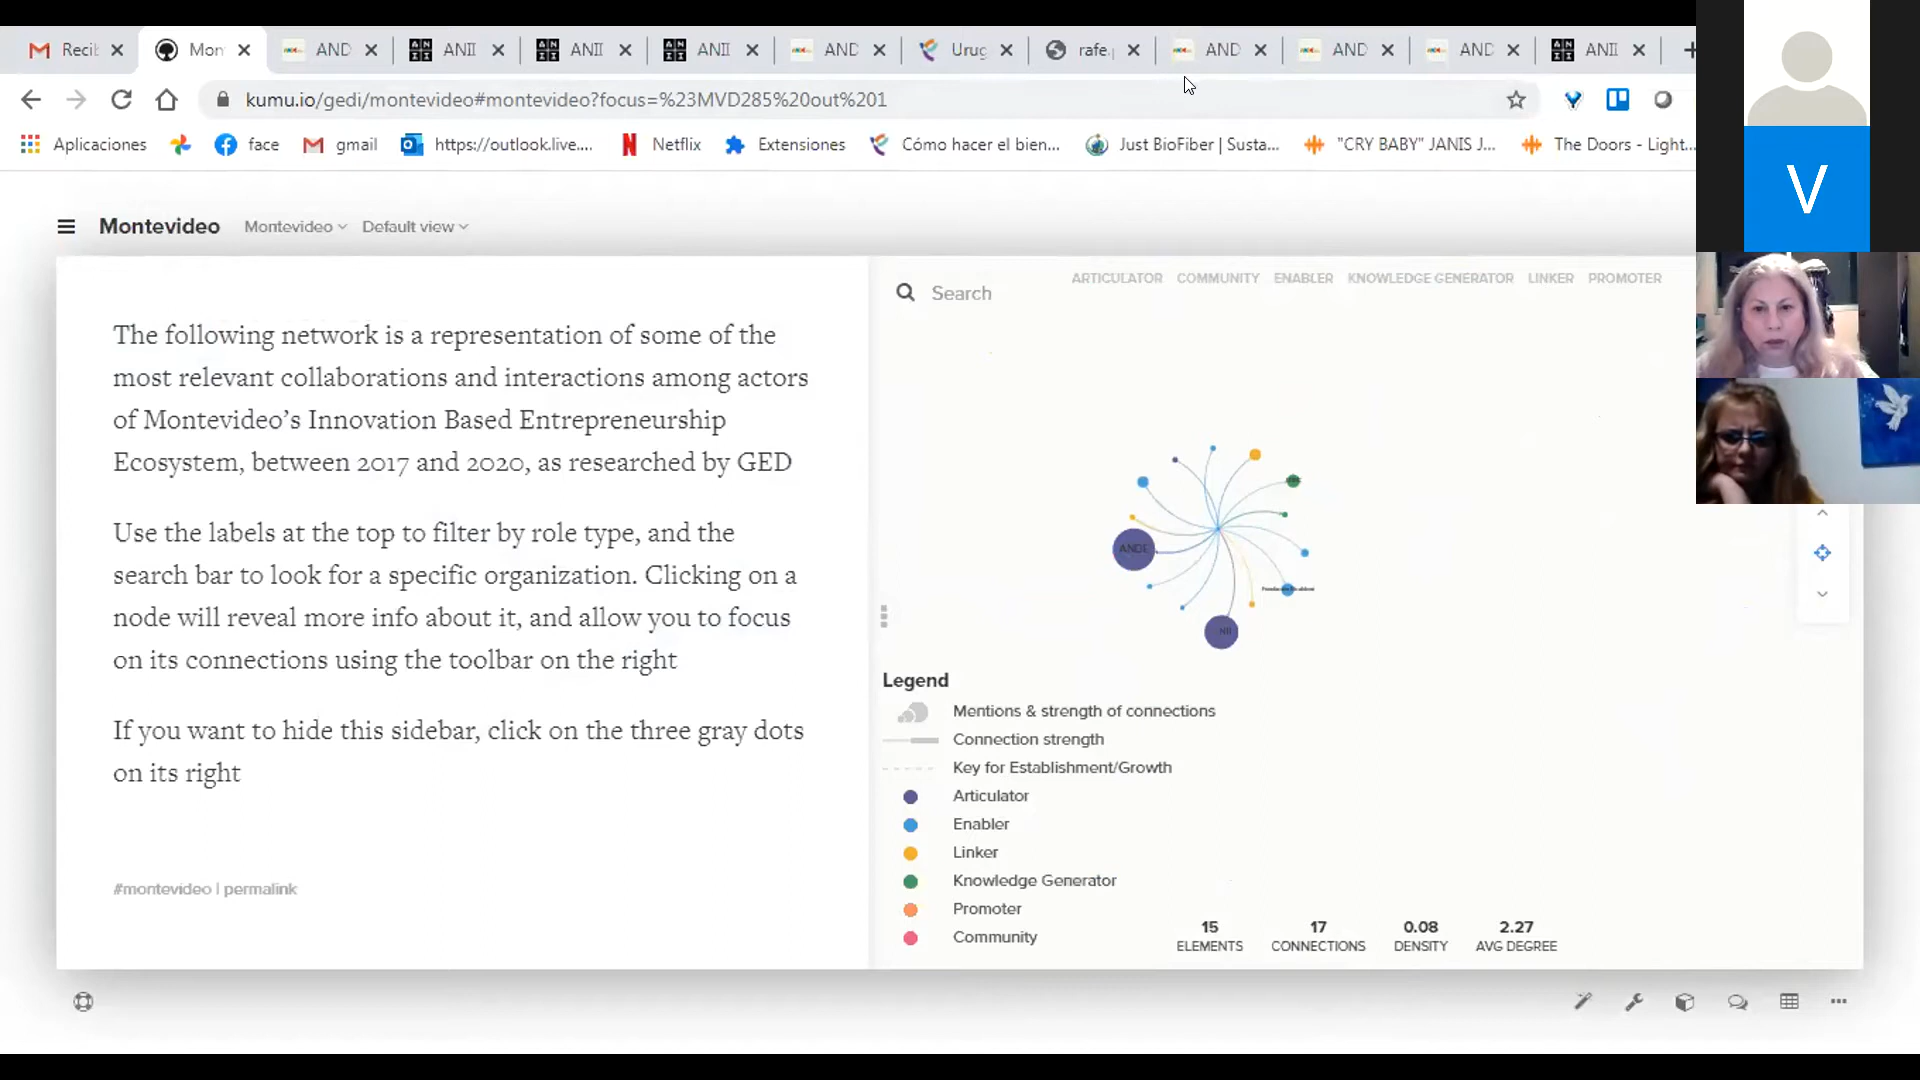 Mon
AND
ANII
ANII
ANII
AND
Urug
rafe.
AND
AND
AND
ANII
kumu.io/gedi/montevideo#montevideo?focus=%23MVD285%20out%201
Aplicaciones
face
gmail
https://outlook.live....
Netflix
Extensiones
Cómo hacer el bien...
Just BioFiber | Susta...
"CRY BABY" JANIS J...
The Doors - Light...
V
Montevideo
Montevideo
Default view
The following network is a representation of some of the
most relevant collaborations and interactions among actors
of Montevideo's Innovation Based Entrepreneurship
Ecosystem, between 2017 and 2020, as researched by GED
Use the labels at the top to filter by role type, and the
search bar to look for a specific organization. Clicking on a
node will reveal more info about it, and allow you to focus
on its connections using the toolbar on the right
If you want to hide this sidebar, click on the three gray dots
on its right
#montevideo | permalink
Search
ARTICULATOR COMMUNITY ENABLER KNOWLEDGE GENERATOR LINKER PROMOTER
ANDE
Legend
Mentions & strength of connections
Connection strength
Key for Establishment/Growth
Articulator
Enabler
Linker
Knowledge Generator
Promoter
Community
15 17 0.08 2.27
ELEMENTS CONNECTIONS DENSITY AVG DEGREE